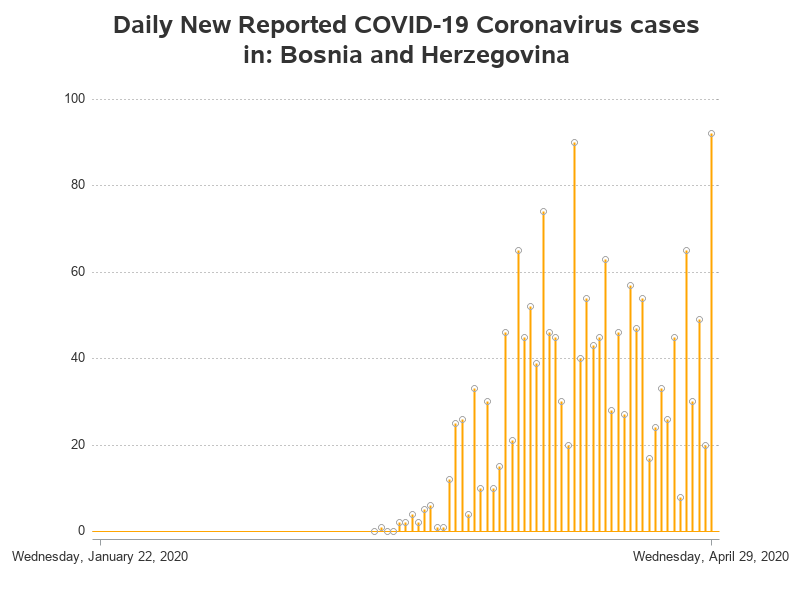 Daily New Reported COVID-19 Coronavirus cases
in: Bosnia and Herzegovina
100
80
60
40
20
0
Wednesday, January 22, 2020
Wednesday, April 29, 2020